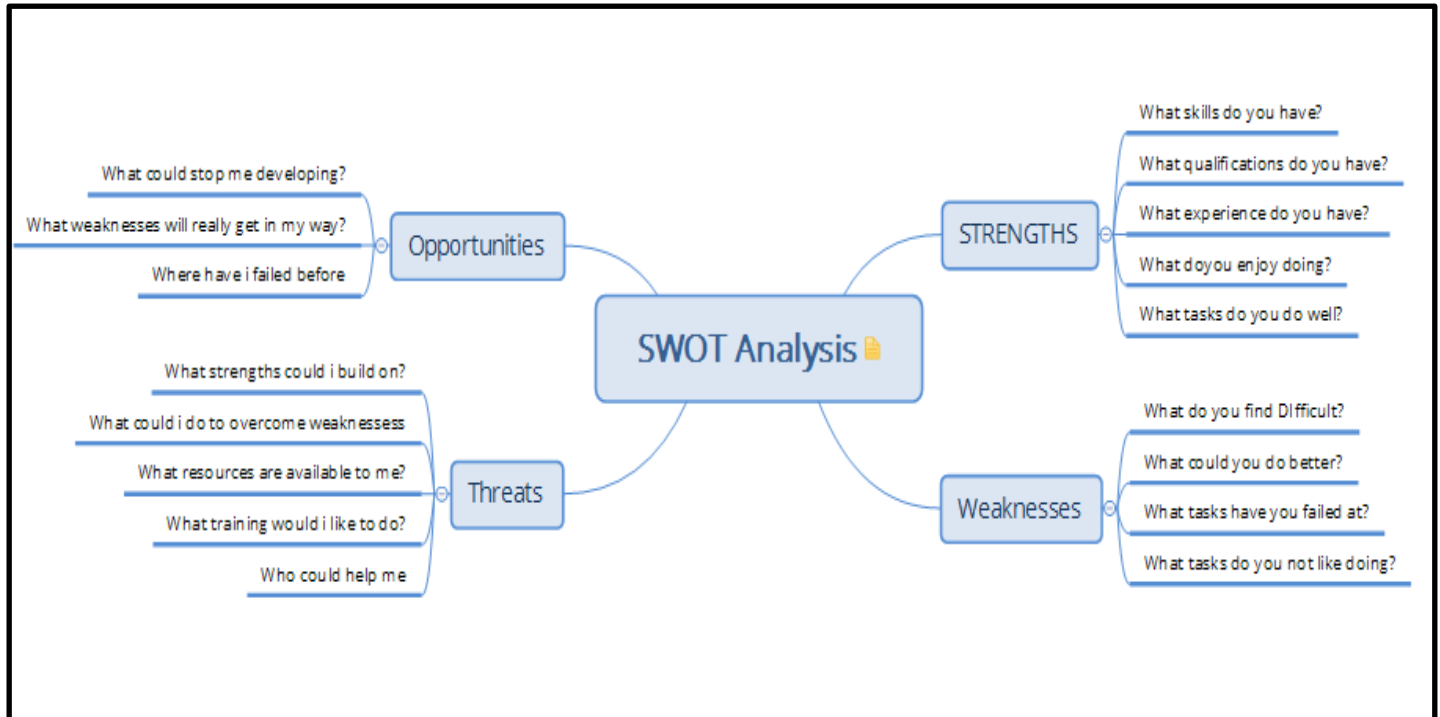 SWOT Analysis
STRENGTHS
What skills do you have?
What qualifications do you have?
What experience do you have?
What doyou enjoy doing?
What tasks do you do well?
Weaknesses
What do you find DIfficult?
What could you do better?
What tasks have you failed at?
What tasks do you not like doing?
Opportunities
What could stop me developing?
What weaknesses will really get in my way?
Where have i failed before
Threats
What strengths could i build on?
What could i do to overcome weaknessess
What resources are available to me?
What training would i like to do?
Who could help me